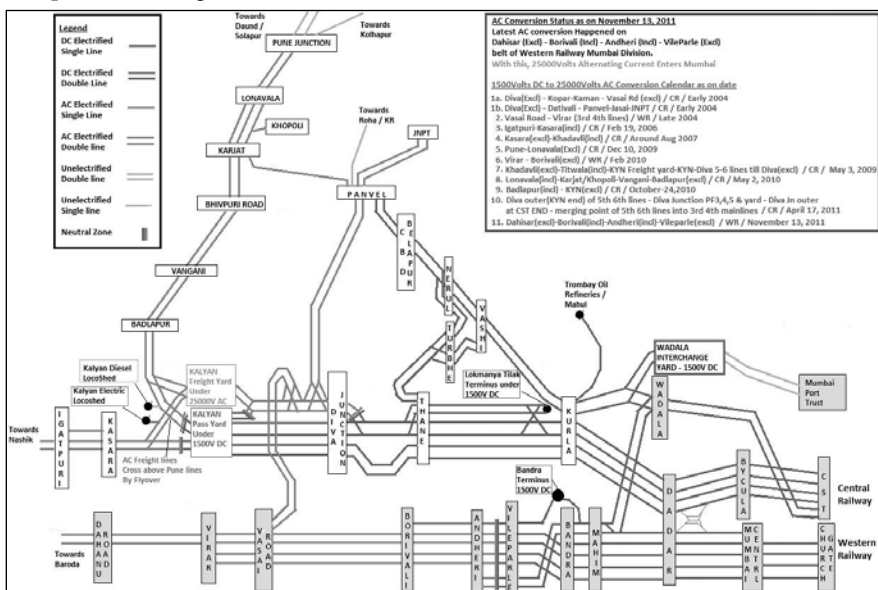 Towards
Daund /
Solapur
Towards
Kolhapur
Legend
DC Electrified
Single Line
DC Electrified
Double Line
AC Electrified
Single Line
AC Electrified
Double line
Unelectrified
Double line
Unelectrified
Single line
Neutral Zone
AC Conversion Status as on November 13, 2011
Latest AC conversion Happened on
Dahisar (Excl) - Borivali (Incl) - Andheri (Incl) - VileParle (Excl)
belt of Western Railway Mumbai Division.
With this, 25000Volts Alternating Current Enters Mumbai
1500Volts DC to 25000Volts AC Conversion Calendar as on date
1a. Diva(Excl) - Kopar-Kaman - Vasai Rd (excl) / CR / Early 2004
1b. Diva(Excl) - Dativali - Panvel-Jasai-JNPT / CR / Early 2004
2. Vasai Road - Virar (3rd 4th lines) / WR / Late 2004
3. Igatpuri-Kasara(incl) / CR / Feb 19, 2006
4. Kasara(excl)-Khadavli(incl) / CR / Around Aug 2007
5. Pune-Lonavala(Excl) / CR / Dec 10, 2009
6. Virar - Borivali(excl) / WR / Feb 2010
7. Khadavli(excl)-Titwala(incl)-KYN Freight yard-KYN-Diva 5-6 lines till Diva(excl) / CR / May 3, 2009
8. Lonavala(incl)-Karjat/Khopoli-Vangani-Badlapur(excl) / CR / May 2, 2010
9. Badlapur(incl) - KYN(excl) / CR / October-24,2010
10. Diva outer(KYN end) of 5th 6th lines - Diva Junction PF3,4,5 & yard - Diva Jn outer
at CST END - merging point of 5th 6th lines into 3rd 4th mainlines / CR / April 17, 2011
11. Dahisar(excl)-Borivali(incl)-Andheri(incl)-Vileparle(excl) / WR / November 13, 2011
PUNE JUNCTION
LONAVALA
KHOPOLI
KARJAT
Towards
Roha / KR
JNPT
PANVEL
BHIVPURI ROAD
CBD
BELAPUR
NERUL
VASHI
TURBHE
VANGANI
BADLAPUR
Trombay Oil
Refineries /
Mahul
Kalyan Diesel
LocoShed
Kalyan Electric
Locoshed
KALYAN
Freight Yard
Under
25000V AC
KALYAN
Pass Yard
Under
1500V DC
Lokmanya Tilak
Terminus under
1500V DC
WADALA
INTERCHANGE
YARD - 1500V DC
Mumbai
Port
Trust
WADALA
Towards
Nashik
IGATPURI
KASARA
AC Freight lines
Cross above Pune lines
By Flyover
DIVA
JUNCTION
THANE
KURLA
Bandra
Terminus
1500V DC
DADAR
BYCULA
CST
Central
Railway
Towards
Baroda
DAHANU
ROAD
VIRAR
VASAI
ROAD
BORIVALI
ANDHERI
VILEPARLE
BANDRA
MAHIM
MUMBAI
CENTRL
CHURCH
GATE
Western
Railway